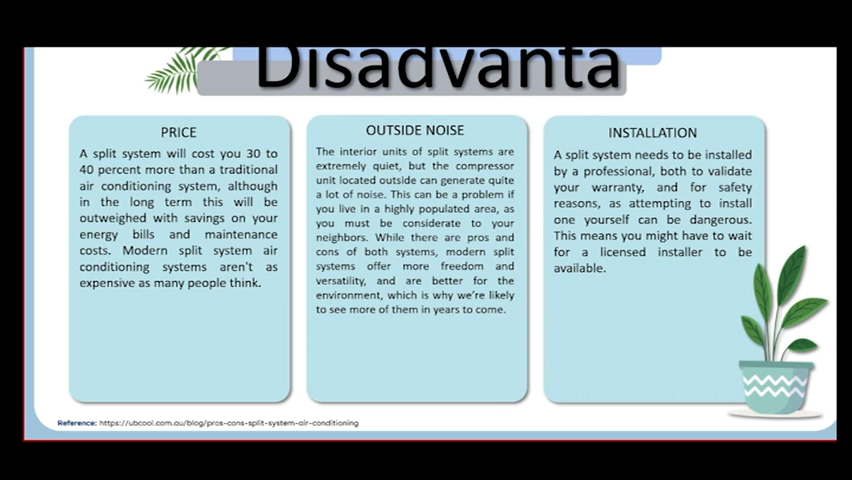 Disadvanta
PRICE
A split system will cost you 30 to
40 percent more than a traditional
air conditioning system, although
in the long term this will be
outweighed with savings on your
energy bills and maintenance
costs. Modern split system air
conditioning systems aren't as
expensive as many people think.
OUTSIDE NOISE
The interior units of split systems are
extremely quiet, but the compressor
unit located outside can generate quite
a lot of noise. This can be a problem if
you live in a highly populated area, as
you must be considerate to your
neighbors. While there are pros and
cons of both systems, modern split
systems offer more freedom and
versatility, and are better for the
environment, which is why we're likely
to see more of them in years to come.
INSTALLATION
A split system needs to be installed
by a professional, both to validate
your warranty, and for safety
reasons, as attempting to install
one yourself can be dangerous.
This means you might have to wait
for a licensed installer to be
available.
Reference: https://ubcool.com.au/blog/pros-cons-split-system-air-conditioning